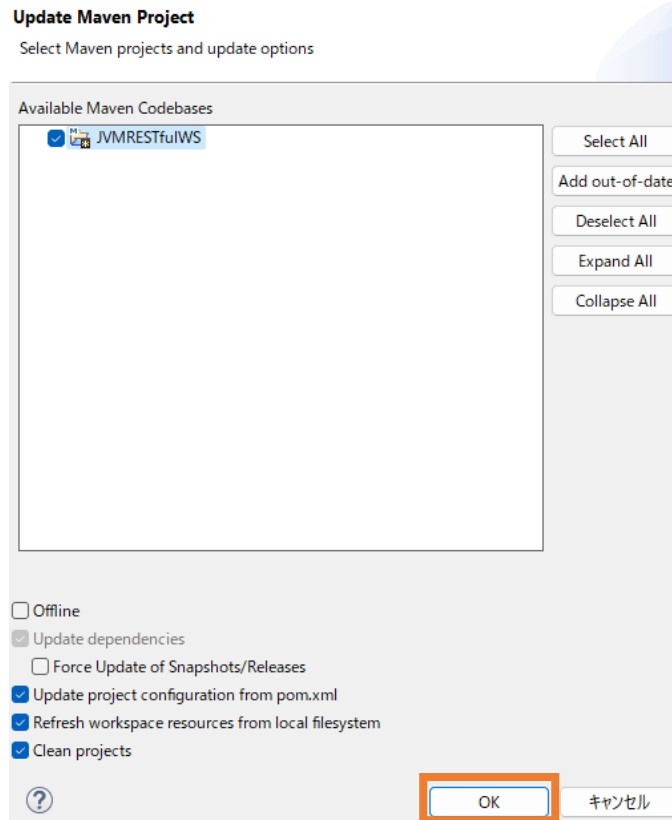 Update Maven Project
Select Maven projects and update options
Available Maven Codebases
JVMRESTfulWS
Select All
Add out-of-date
Deselect All
Expand All
Collapse All
Offline
Update dependencies
Force Update of Snapshots/Releases
Update project configuration from pom.xml
Refresh workspace resources from local filesystem
Clean projects
?
OK
キャンセル